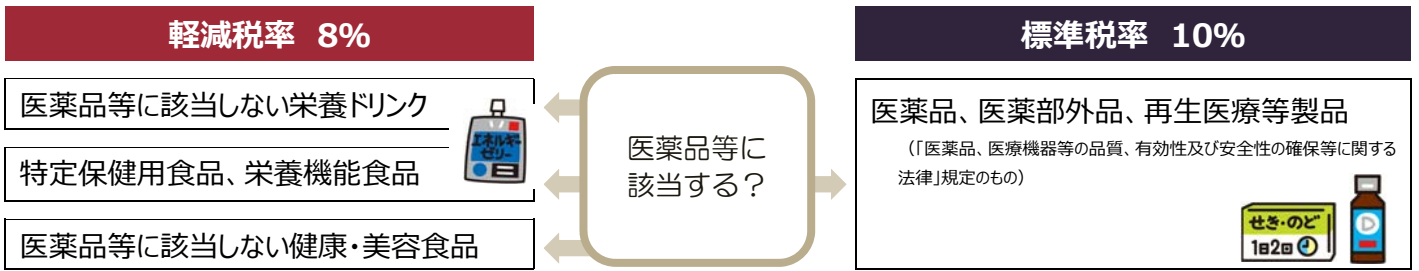 軽減税率 8%
医薬品等に該当しない栄養ドリンク
エネルギー
ゼリー
特定保健用食品、栄養機能食品
医薬品等に該当しない健康・美容食品
医薬品等に
該当する？
標準税率 10%
医薬品、医薬部外品、再生医療等製品
（「医薬品、医療機器等の品質、有効性及び安全性の確保等に関する
法律」規定のもの）
せき・のど
1日2回
D